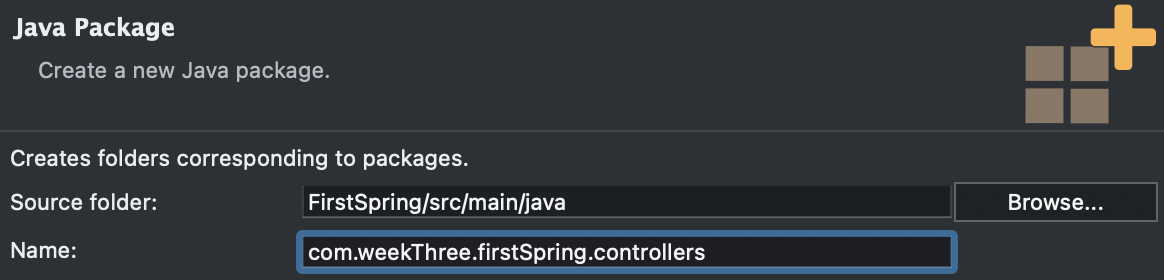 Java Package
Create a new Java package.
Creates folders corresponding to packages.
Source folder: FirstSpring/src/main/java Browse...
Name: com.weekThree.firstSpring.controllers